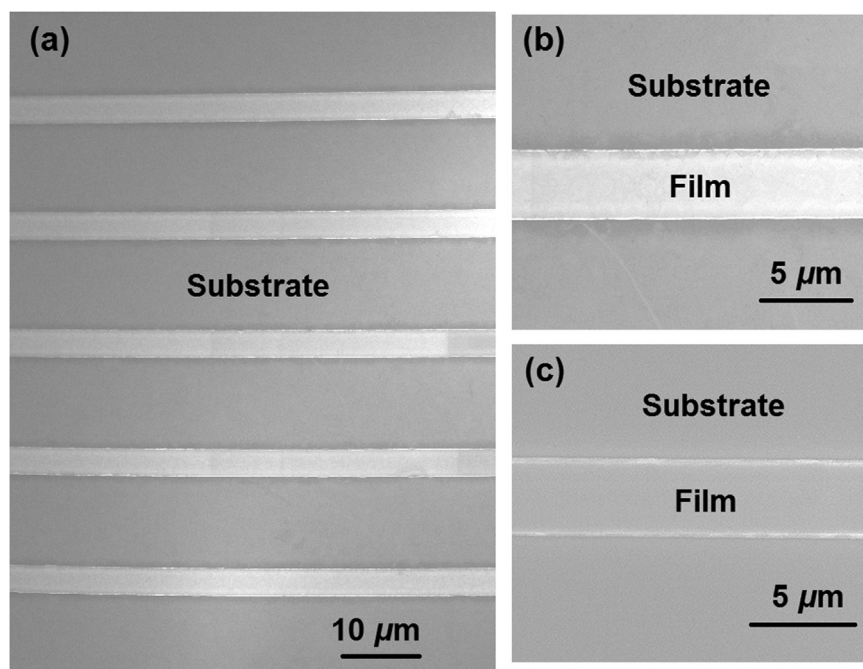 (a)
Substrate
10 µm
(b)
Substrate
Film
5 µm
(c)
Substrate
Film
5 µm